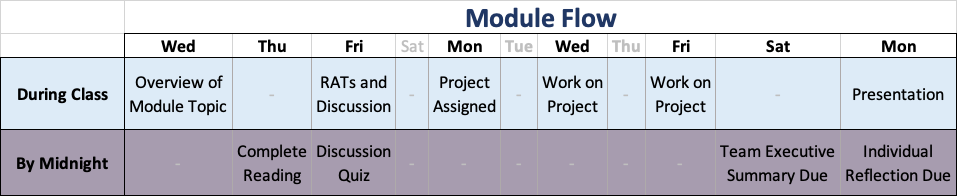 Module Flow
Wed Thu Fri Sat Mon Tue Wed Thu Fri Sat Mon
During Class Overview of Module Topic - RATs and Discussion - Project Assigned - Work on Project - Work on Project - Presentation
By Midnight - Complete Reading Discussion Quiz - - - - - - Team Executive Summary Due Individual Reflection Due